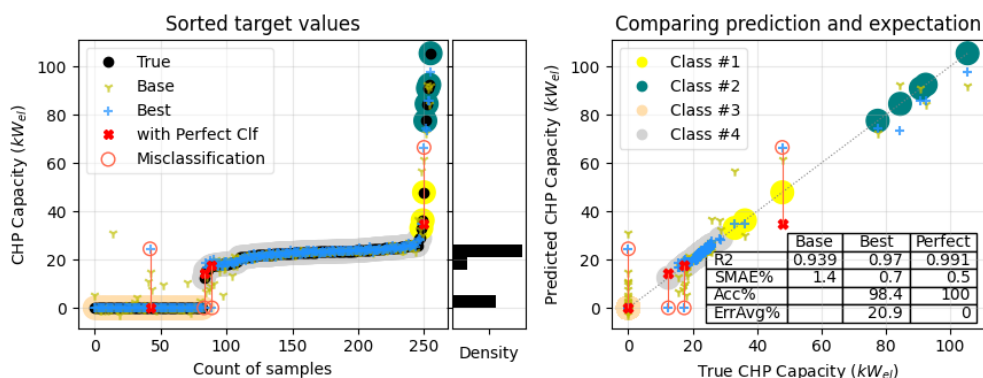 Sorted target values
CHP Capacity (kW_el)
100
80
60
40
20
0
True
Base
Best
with Perfect Clf
Misclassification
0 50 100 150 200 250
Count of samples
Density
Comparing prediction and expectation
Predicted CHP Capacity (kW_el)
100
80
60
40
20
0
Class #1
Class #2
Class #3
Class #4
Base Best Perfect
R2 0.939 0.97 0.991
SMAE% 1.4 0.7 0.5
Acc% 98.4 100
ErrAvg% 20.9 0
0 20 40 60 80 100
True CHP Capacity (kW_el)